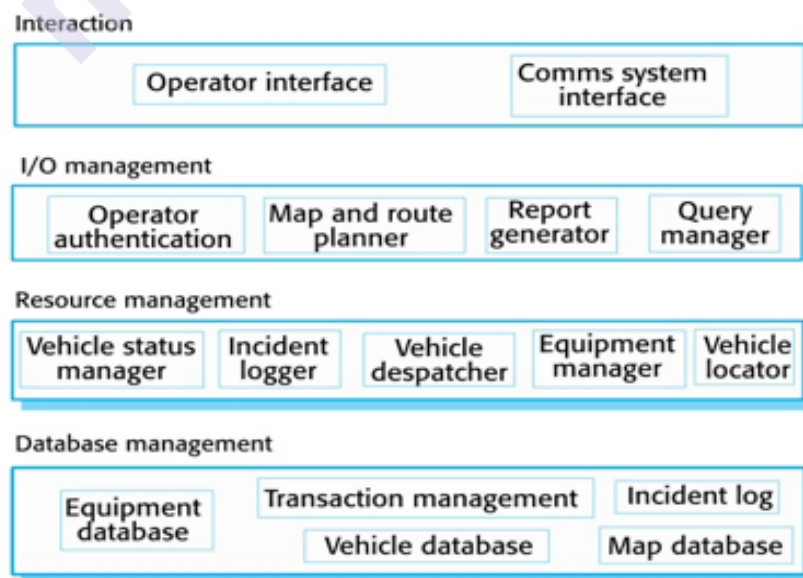 Interaction
Operator interface
Comms system
interface
I/O management
Operator
authentication
Map and route
planner
Report
generator
Query
manager
Resource management
Vehicle status
manager
Incident
logger
Vehicle
despatcher
Equipment
manager
Vehicle
locator
Database management
Equipment
database
Transaction management
Incident log
Vehicle database
Map database